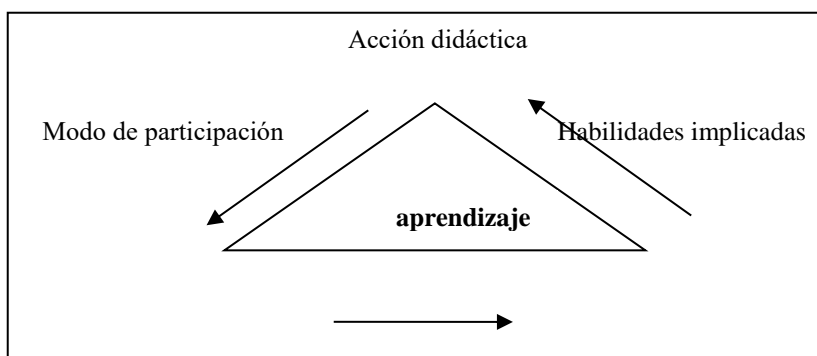 Acción didáctica
Modo de participación
Habilidades implicadas
aprendizaje